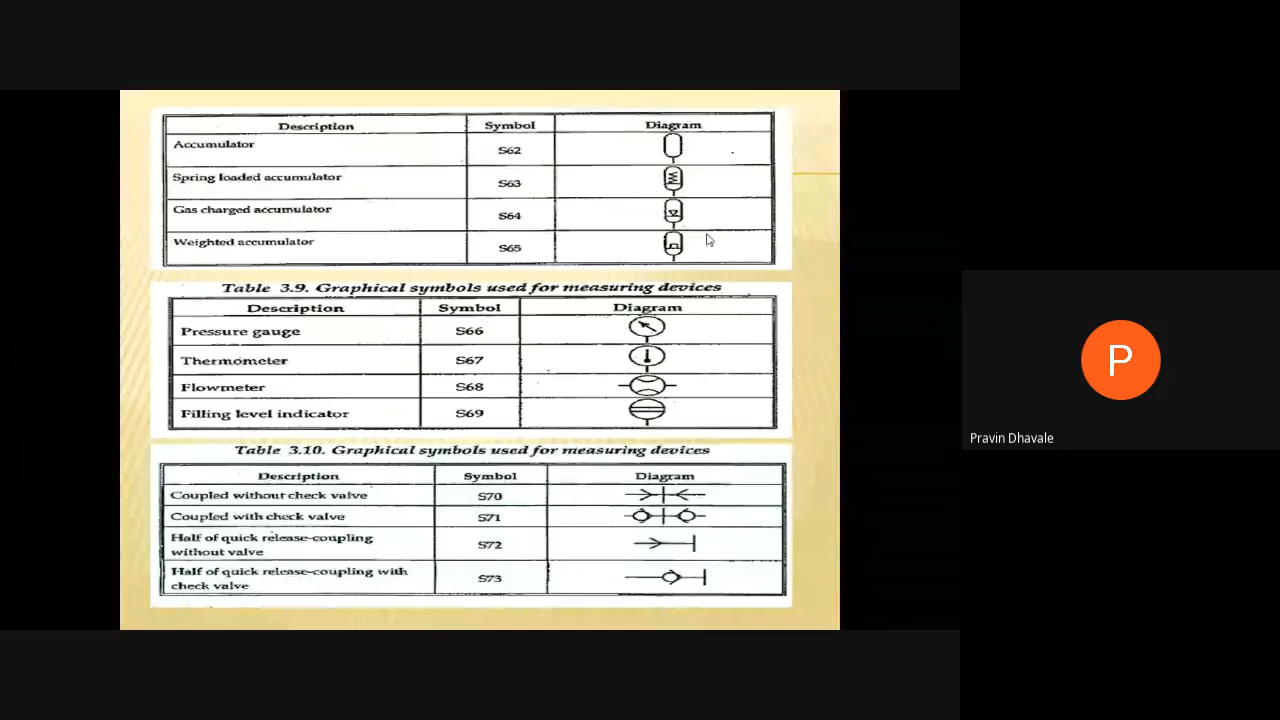 Description Symbol Diagram
Accumulator S62
Spring loaded accumulator S63
Gas charged accumulator S64
Weighted accumulator S65
Table 3.9. Graphical symbols used for measuring devices
Description Symbol Diagram
Pressure gauge S66
Thermometer S67
Flowmeter S68
Filling level indicator S69
Table 3.10. Graphical symbols used for measuring devices
Description Symbol Diagram
Coupled without check valve S70
Coupled with check valve S71
Half of quick release-coupling
without valve S72
Half of quick release-coupling with
check valve S73
P
Pravin Dhavale